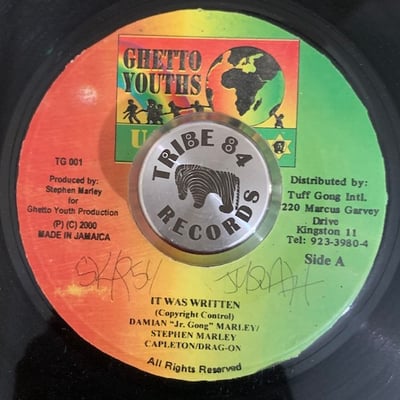 GHETTO
YOUTHS
U
TRIBE 84
RECORDS
TG 001
Produced by:
Stephen Marley
for
Ghetto Youth Production
(P) (C) 2000
MADE IN JAMAICA
Distributed by:
Tuff Gong Intl.
220 Marcus Garvey
Drive
Kingston 11
Tel: 923-3980-4
Side A
IT WAS WRITTEN
(Copyright Control)
DAMIAN "Jr. Gong" MARLEY/
STEPHEN MARLEY
CAPLETON/DRAG-ON
All Rights Reserved